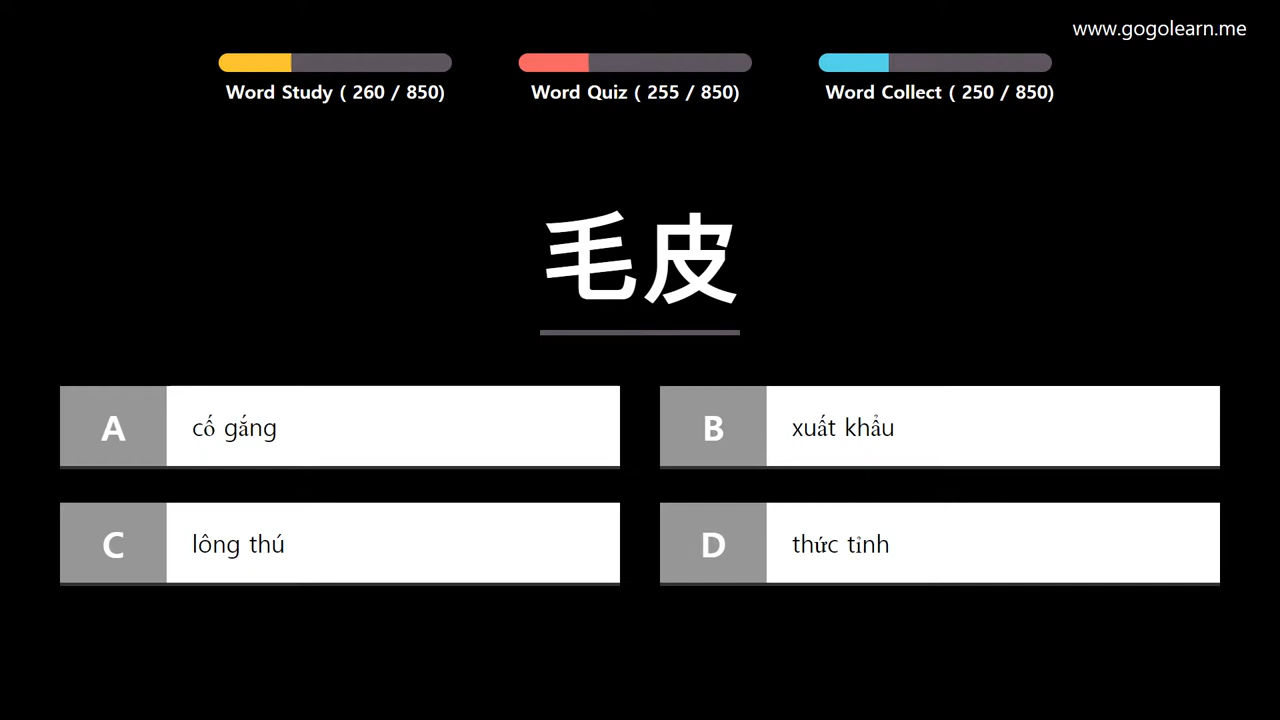 www.gogolearn.me
Word Study ( 260 / 850)
Word Quiz ( 255 / 850)
Word Collect ( 250 / 850)
毛皮
A cố gắng
B xuất khẩu
C lông thú
D thức tỉnh